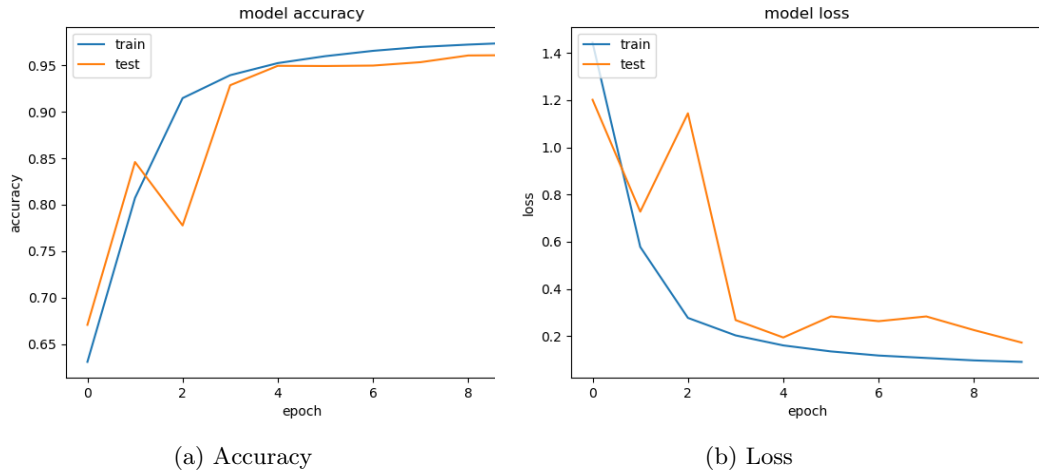 model accuracy
train
test
0.95
0.90
0.85
0.80
0.75
0.70
0.65
accuracy
0 2 4 6 8
epoch
(a) Accuracy
model loss
train
test
1.4
1.2
1.0
0.8
0.6
0.4
0.2
loss
0 2 4 6 8
epoch
(b) Loss